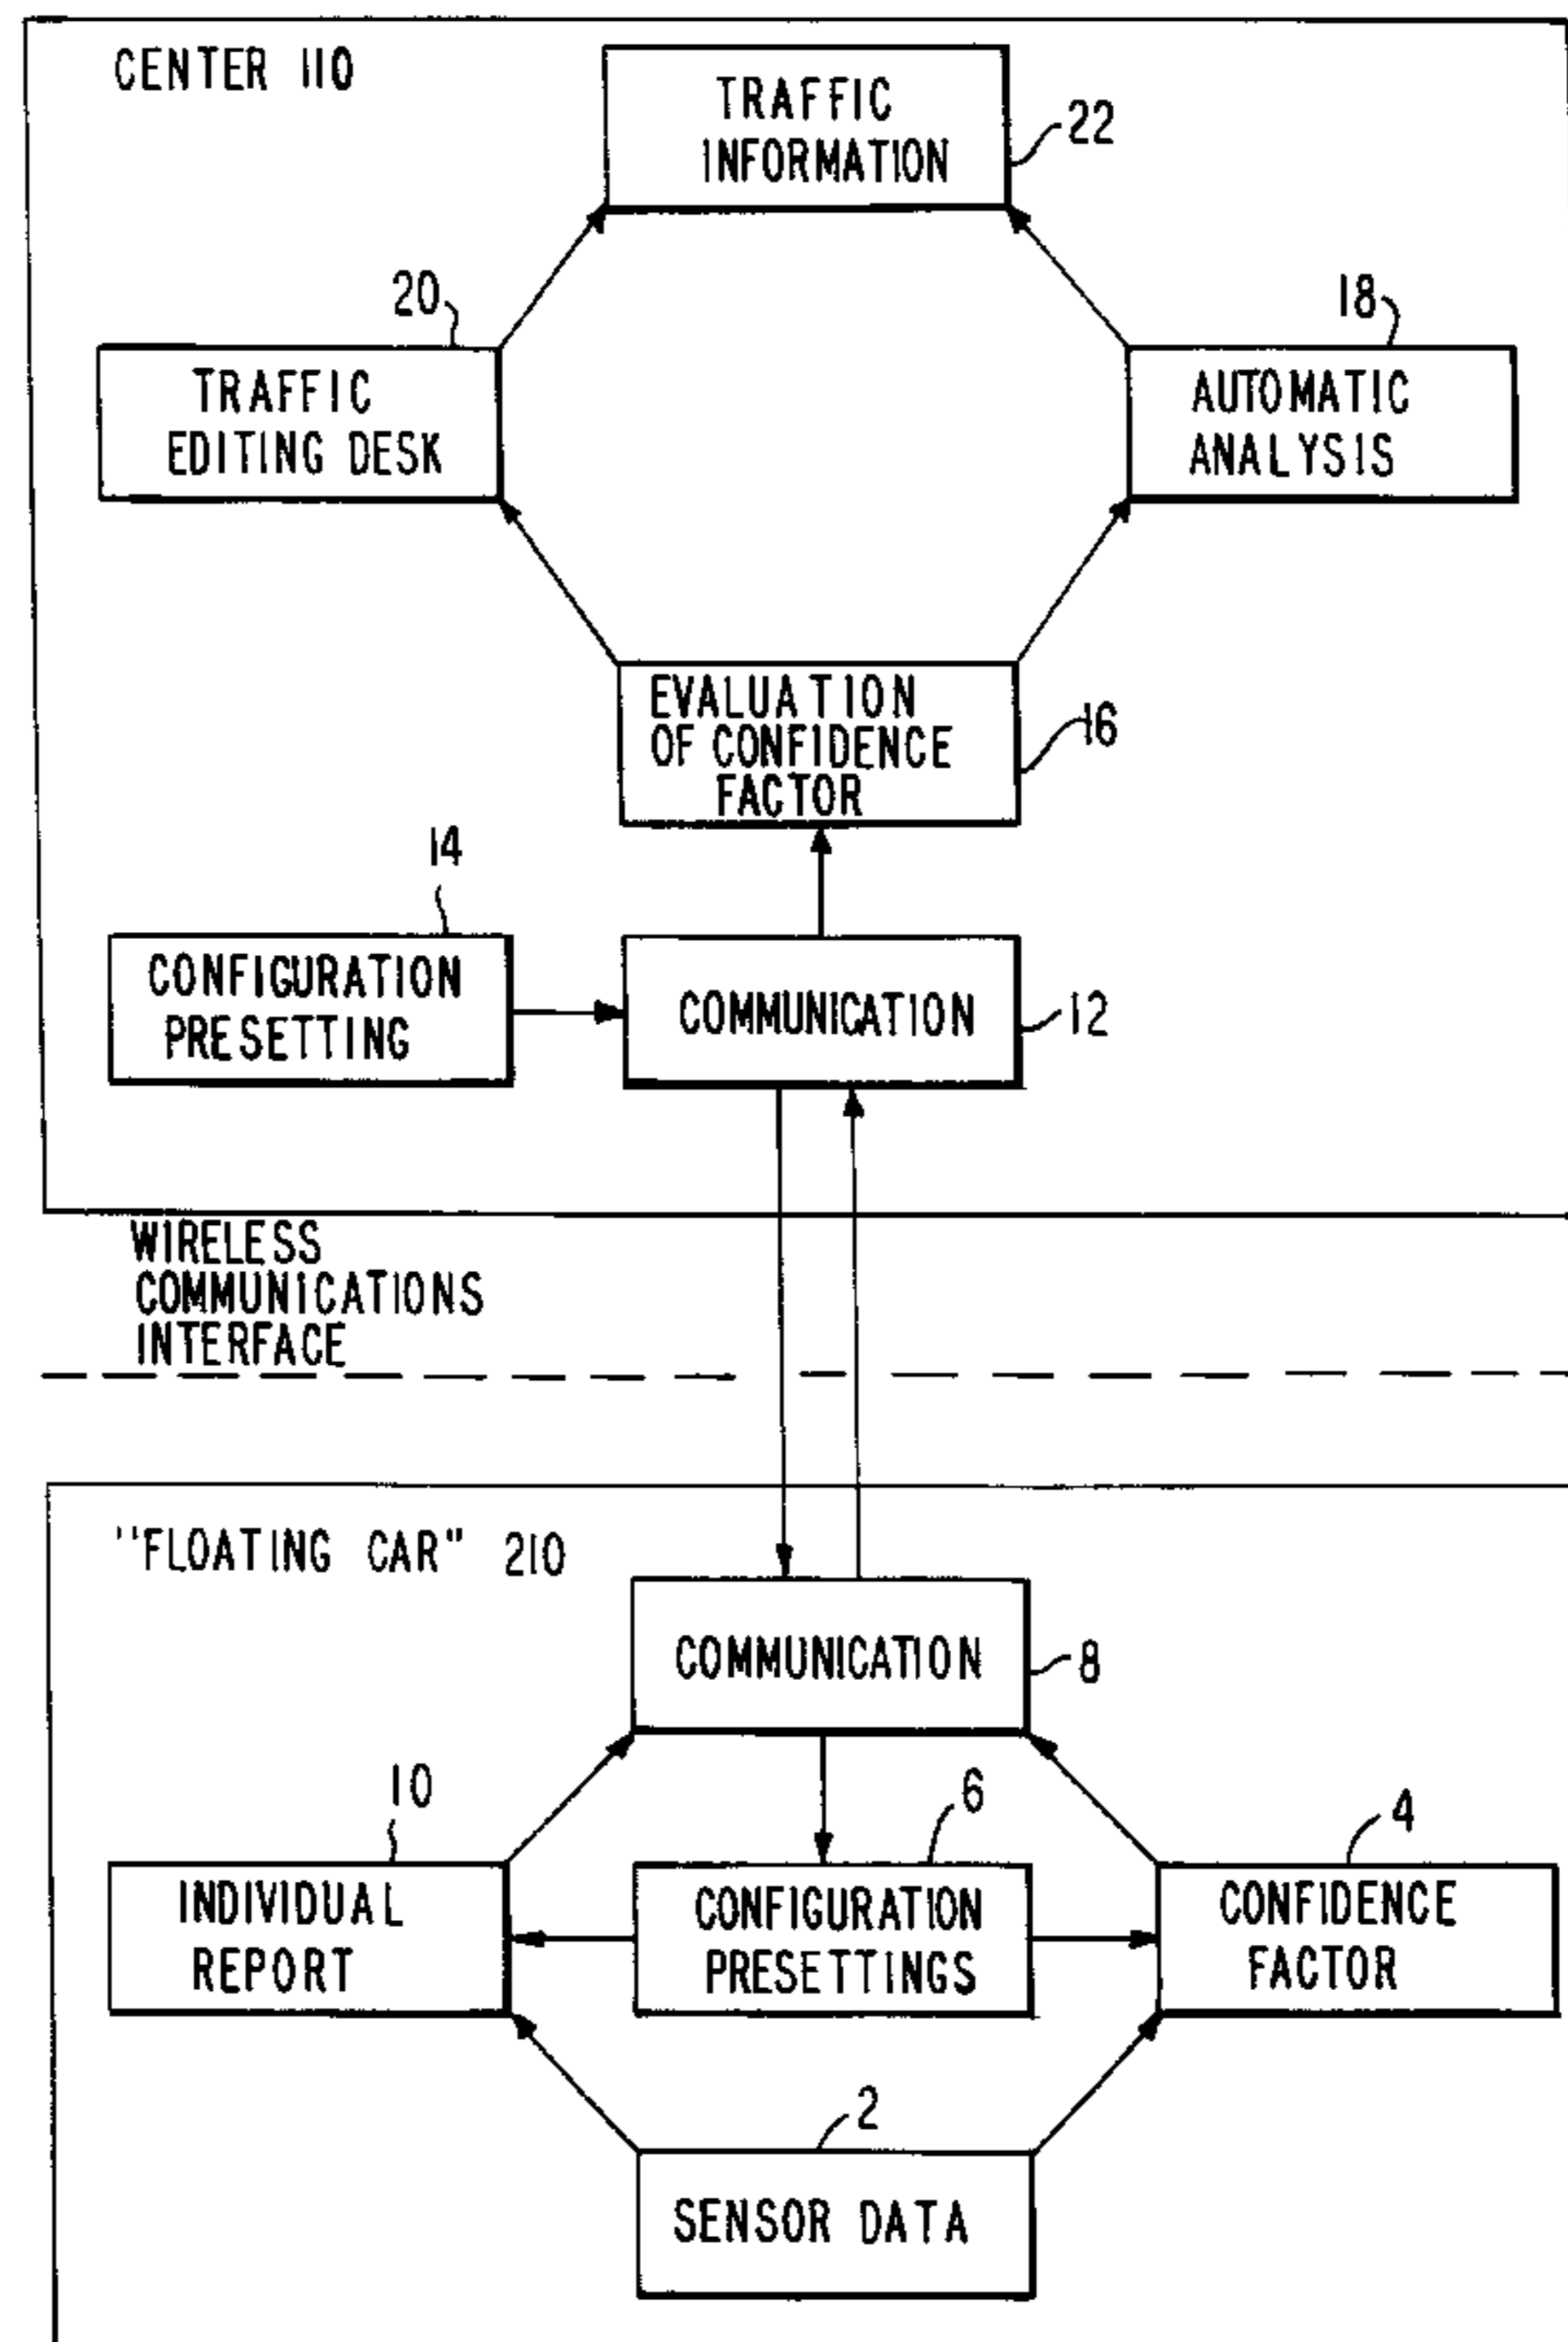 CENTER 110
TRAFFIC
INFORMATION
22
20
18
TRAFFIC
EDITING DESK
AUTOMATIC
ANALYSIS
EVALUATION
OF CONFIDENCE
FACTOR
16
14
CONFIGURATION
PRESETTING
COMMUNICATION
12
WIRELESS
COMMUNICATIONS
INTERFACE
"FLOATING CAR" 210
COMMUNICATION
8
10
6
4
INDIVIDUAL
REPORT
CONFIGURATION
PRESETTINGS
CONFIDENCE
FACTOR
2
SENSOR DATA